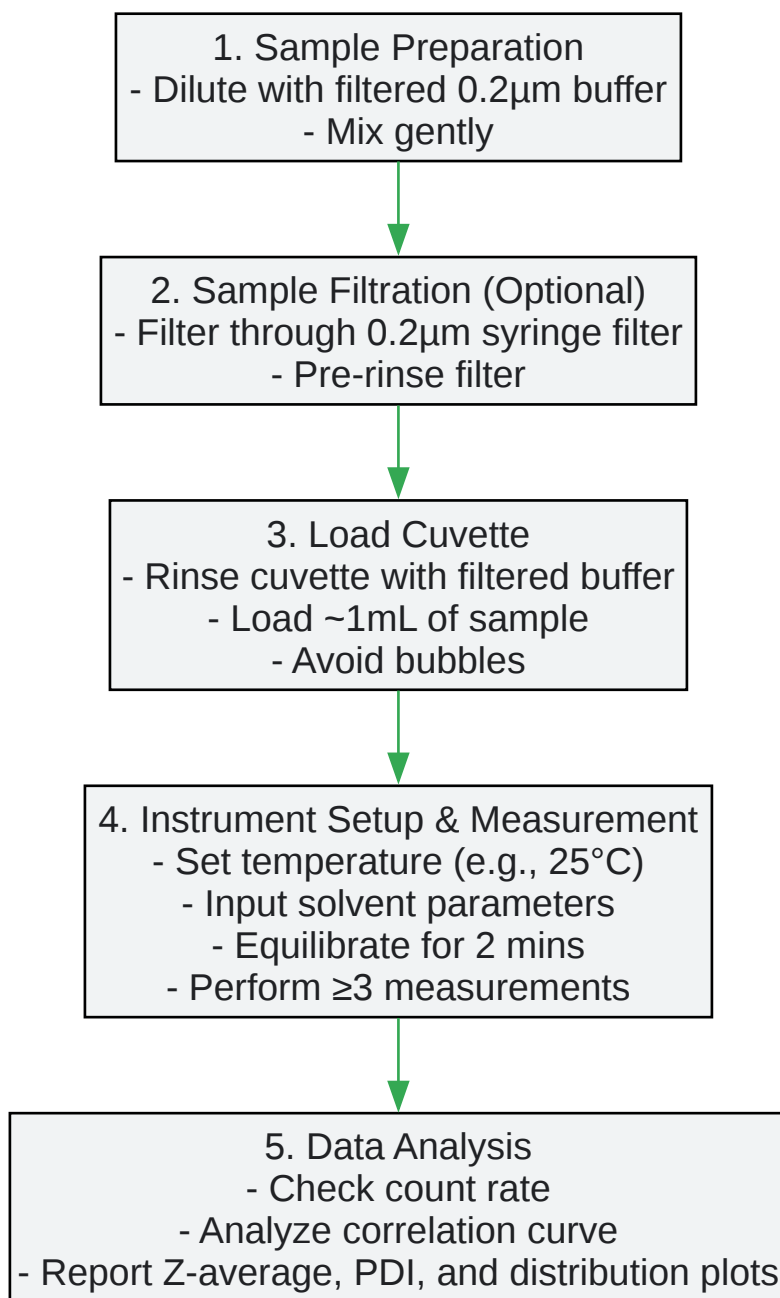 1. Sample Preparation
- Dilute with filtered 0.2µm buffer
- Mix gently
2. Sample Filtration (Optional)
- Filter through 0.2µm syringe filter
- Pre-rinse filter
3. Load Cuvette
- Rinse cuvette with filtered buffer
- Load ~1mL of sample
- Avoid bubbles
4. Instrument Setup & Measurement
- Set temperature (e.g., 25°C)
- Input solvent parameters
- Equilibrate for 2 mins
- Perform ≥3 measurements
5. Data Analysis
- Check count rate
- Analyze correlation curve
- Report Z-average, PDI, and distribution plots